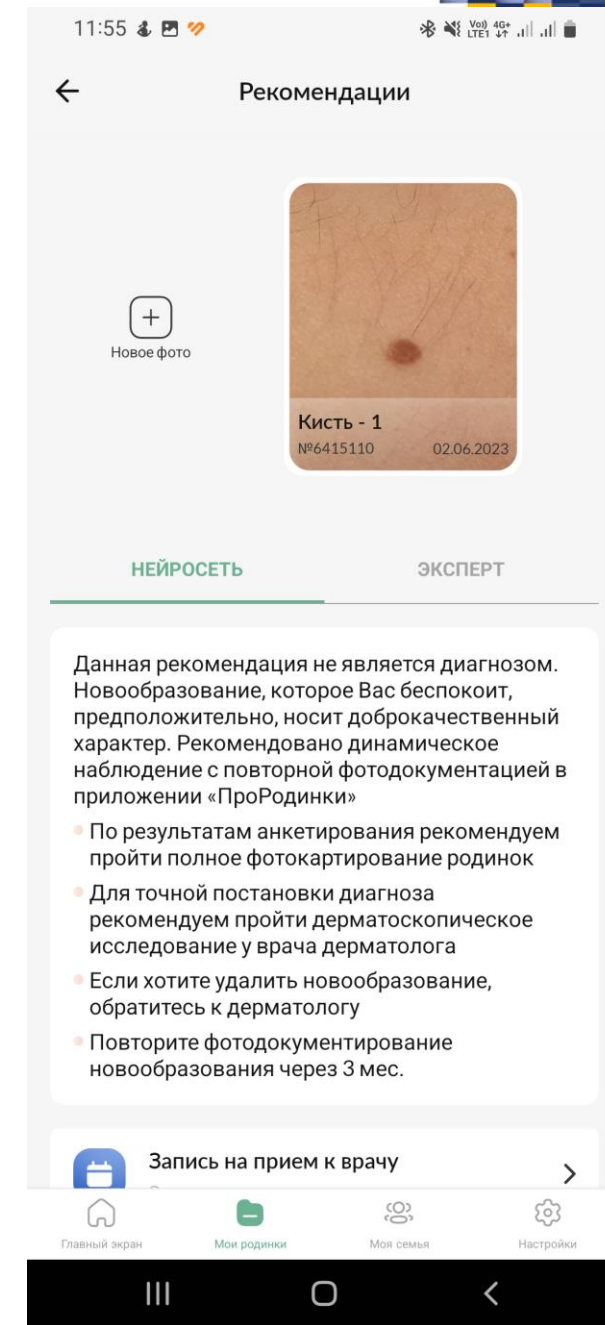 11:55
Vo)) 4G+
LTE1
Рекомендации
Новое фото
Кисть - 1
№6415110 02.06.2023
НЕЙРОСЕТЬ ЭКСПЕРТ
Данная рекомендация не является диагнозом.
Новообразование, которое Вас беспокоит,
предположительно, носит доброкачественный
характер. Рекомендовано динамическое
наблюдение с повторной фотодокументацией в
приложении «ПроРодинки»
По результатам анкетирования рекомендуем
пройти полное фотокартирование родинок
Для точной постановки диагноза
рекомендуем пройти дерматоскопическое
исследование у врача дерматолога
Если хотите удалить новообразование,
обратитесь к дерматологу
Повторите фотодокументирование
новообразования через 3 мес.
Запись на прием к врачу
Главный экран Мои родинки Моя семья Настройки